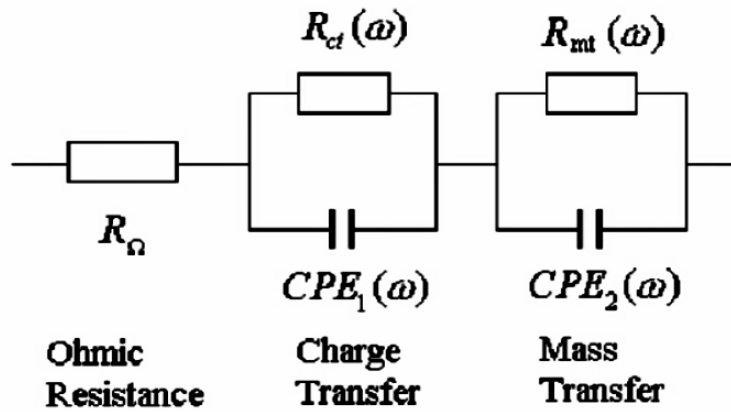 R_ct(ω)
R_mt(ω)
R_Ω
CPE_1(ω)
CPE_2(ω)
Ohmic
Resistance
Charge
Transfer
Mass
Transfer